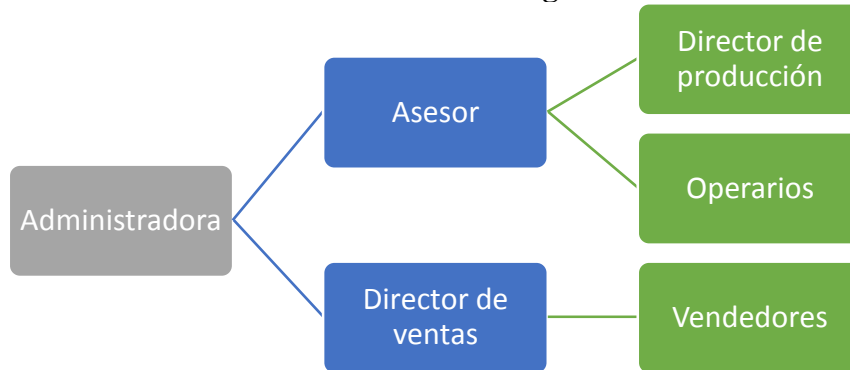 Director de
producción
Asesor
Operarios
Administradora
Director de
ventas
Vendedores